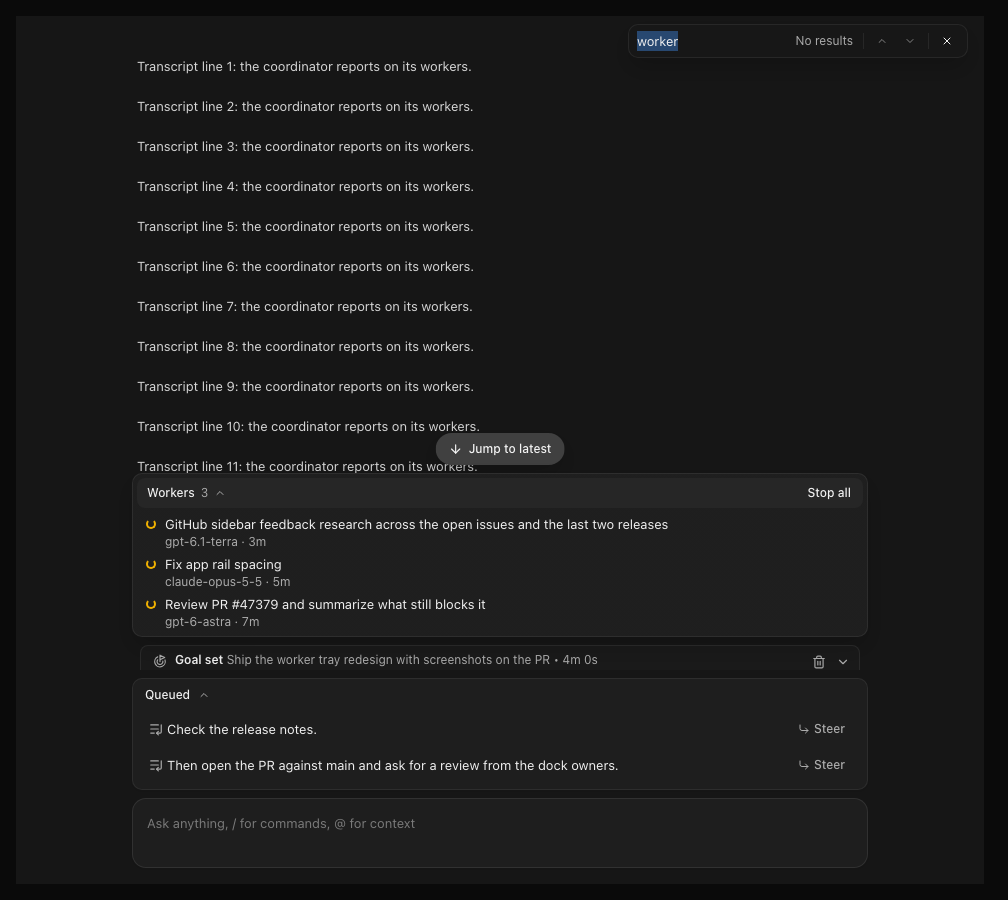 worker No results
Transcript line 1: the coordinator reports on its workers.
Transcript line 2: the coordinator reports on its workers.
Transcript line 3: the coordinator reports on its workers.
Transcript line 4: the coordinator reports on its workers.
Transcript line 5: the coordinator reports on its workers.
Transcript line 6: the coordinator reports on its workers.
Transcript line 7: the coordinator reports on its workers.
Transcript line 8: the coordinator reports on its workers.
Transcript line 9: the coordinator reports on its workers.
Transcript line 10: the coordinator reports on its workers.
Jump to latest
Transcript line 11: the coordinator reports on its workers.
Workers 3 Stop all
GitHub sidebar feedback research across the open issues and the last two releases
gpt-6.1-terra · 3m
Fix app rail spacing
claude-opus-5-5 · 5m
Review PR #47379 and summarize what still blocks it
gpt-6-astra · 7m
Goal set Ship the worker tray redesign with screenshots on the PR • 4m 0s
Queued
Check the release notes. Steer
Then open the PR against main and ask for a review from the dock owners. Steer
Ask anything, / for commands, @ for context